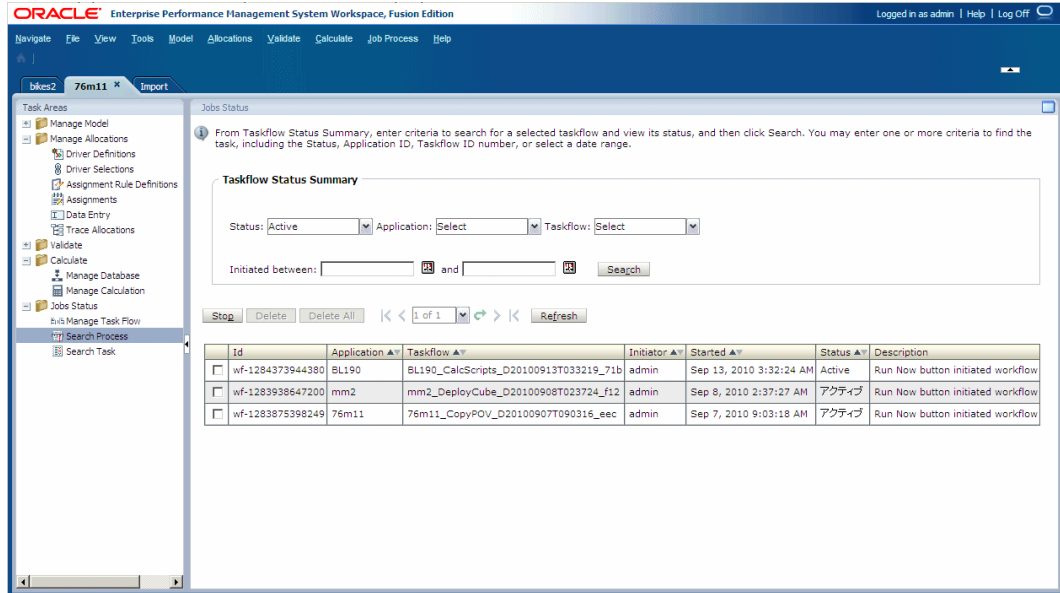 ORACLE Enterprise Performance Management System Workspace, Fusion Edition
Logged in as admin | Help | Log Off
Navigate File View Tools Model Allocations Validate Calculate Job Process Help
bikes2 76m11 × Import
Task Areas
Manage Model
Manage Allocations
Driver Definitions
Driver Selections
Assignment Rule Definitions
Assignments
Data Entry
Trace Allocations
Validate
Calculate
Manage Database
Manage Calculation
Jobs Status
Manage Task Flow
Search Process
Search Task
Jobs Status
From Taskflow Status Summary, enter criteria to search for a selected taskflow and view its status, and then click Search. You may enter one or more criteria to find the
task, including the Status, Application ID, Taskflow ID number, or select a date range.
Taskflow Status Summary
Status: Active Application: Select Taskflow: Select
Initiated between: and Search
Stop Delete Delete All 1 of 1 Refresh
Id Application Taskflow Initiator Started Status Description
wf-1284373944380 BL190 BL190_CalcScripts_D20100913T033219_71b admin Sep 13, 2010 3:32:24 AM Active Run Now button initiated workflow
wf-1283938647200 mm2 mm2_DeployCube_D20100908T023724_f12 admin Sep 8, 2010 2:37:27 AM アクティブ Run Now button initiated workflow
wf-1283875398249 76m11 76m11_CopyPOV_D20100907T090316_eec admin Sep 7, 2010 9:03:18 AM アクティブ Run Now button initiated workflow